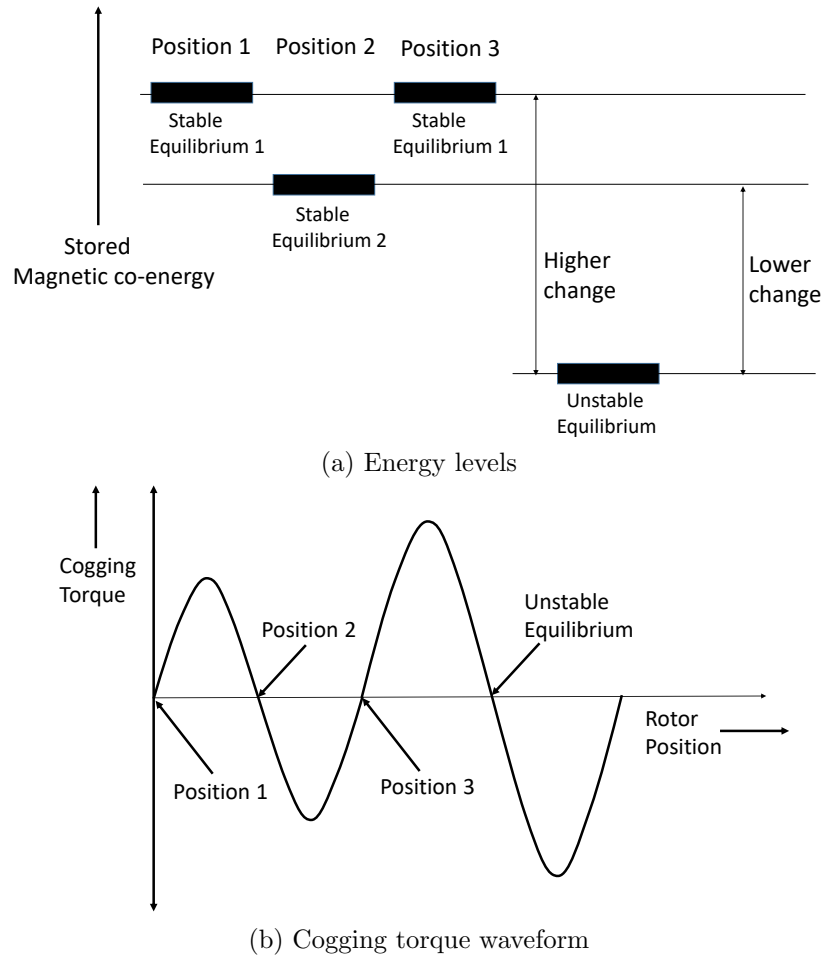 Position 1
Position 2
Position 3
Stable
Equilibrium 1
Stable
Equilibrium 1
Stable
Equilibrium 2
Stored
Magnetic co-energy
Higher
change
Lower
change
Unstable
Equilibrium
(a) Energy levels
Cogging
Torque
Unstable
Equilibrium
Position 2
Rotor
Position
Position 1
Position 3
(b) Cogging torque waveform